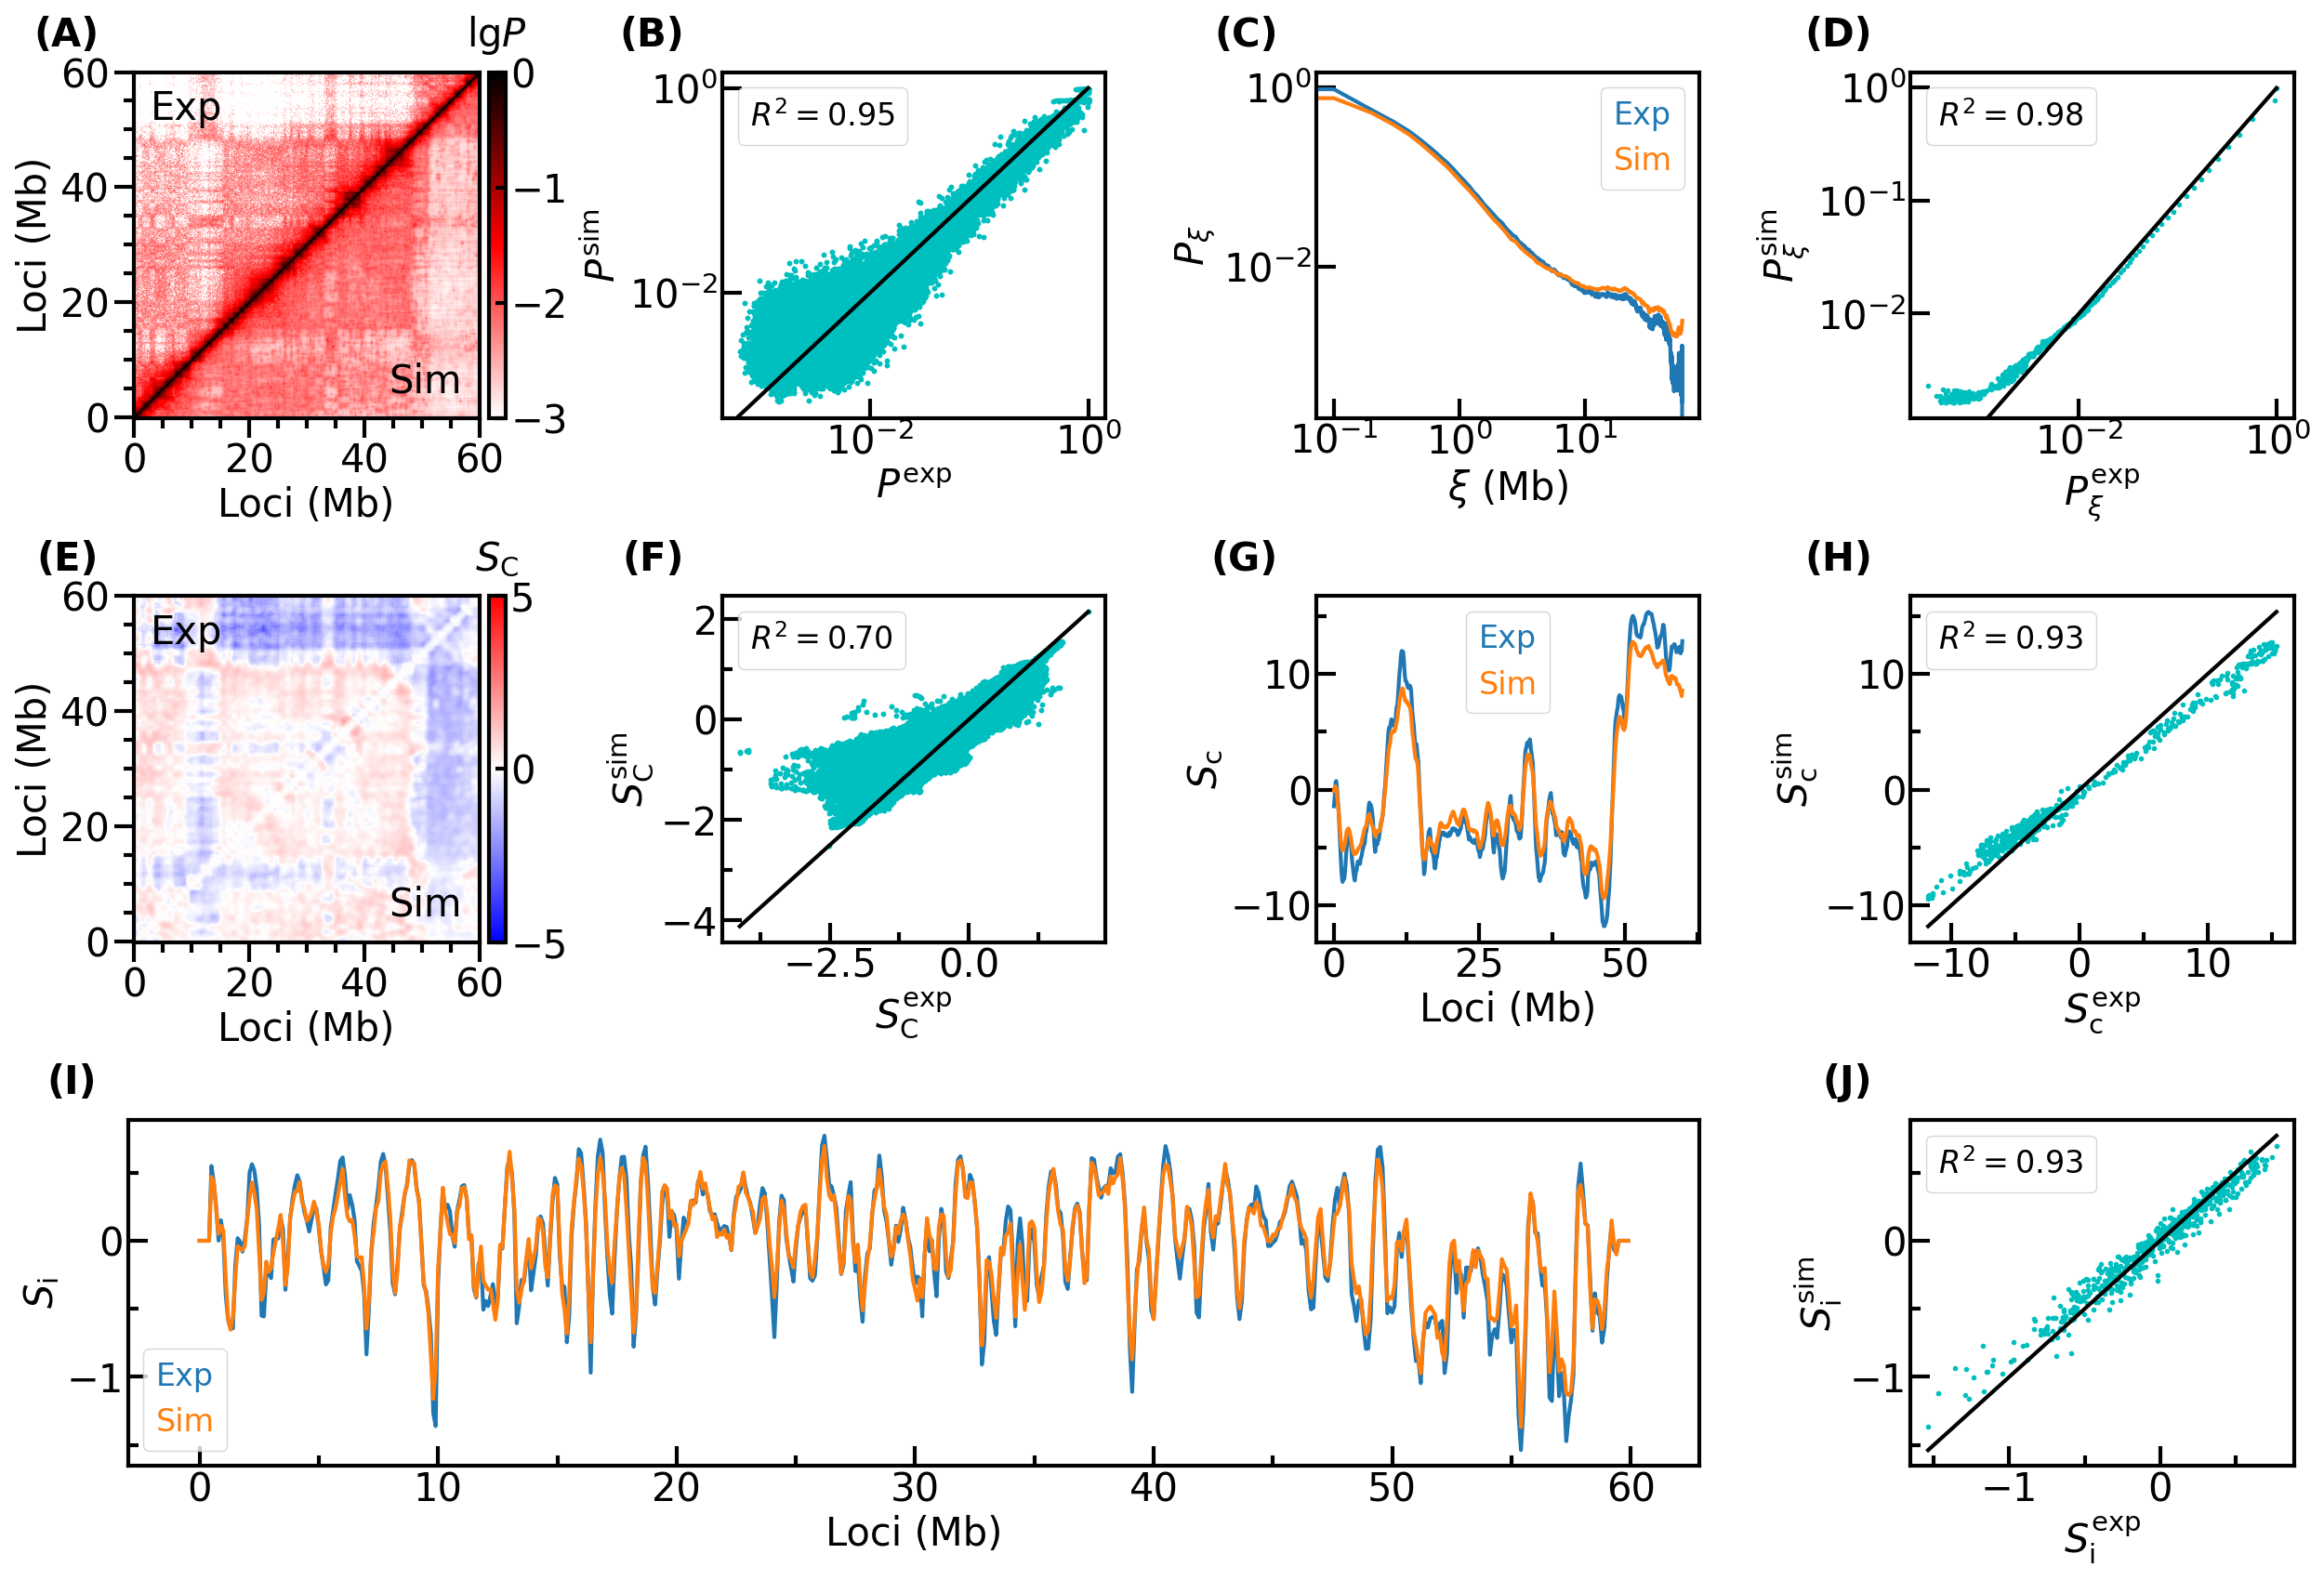 (A)
lgP
Exp
Sim
60
40
20
0
0
20
40
60
Loci (Mb)
Loci (Mb)
0
−1
−2
−3
(B)
R² = 0.95
10⁰
10⁻²
10⁻²
10⁰
P^sim
P^exp
(C)
Exp
Sim
10⁰
10⁻²
10⁻¹
10⁰
10¹
P_ξ
ξ (Mb)
(D)
R² = 0.98
10⁰
10⁻¹
10⁻²
10⁻²
10⁰
P_ξ^sim
P_ξ^exp
(E)
S_C
Exp
Sim
60
40
20
0
0
20
40
60
Loci (Mb)
Loci (Mb)
5
0
−5
(F)
R² = 0.70
2
0
−2
−4
−2.5
0.0
S_C^sim
S_C^exp
(G)
Exp
Sim
10
0
−10
0
25
50
S_c
Loci (Mb)
(H)
R² = 0.93
10
0
−10
−10
0
10
S_c^sim
S_c^exp
(I)
0
−1
Exp
Sim
0
10
20
30
40
50
60
S_i
Loci (Mb)
(J)
R² = 0.93
0
−1
−1
0
S_i^sim
S_i^exp